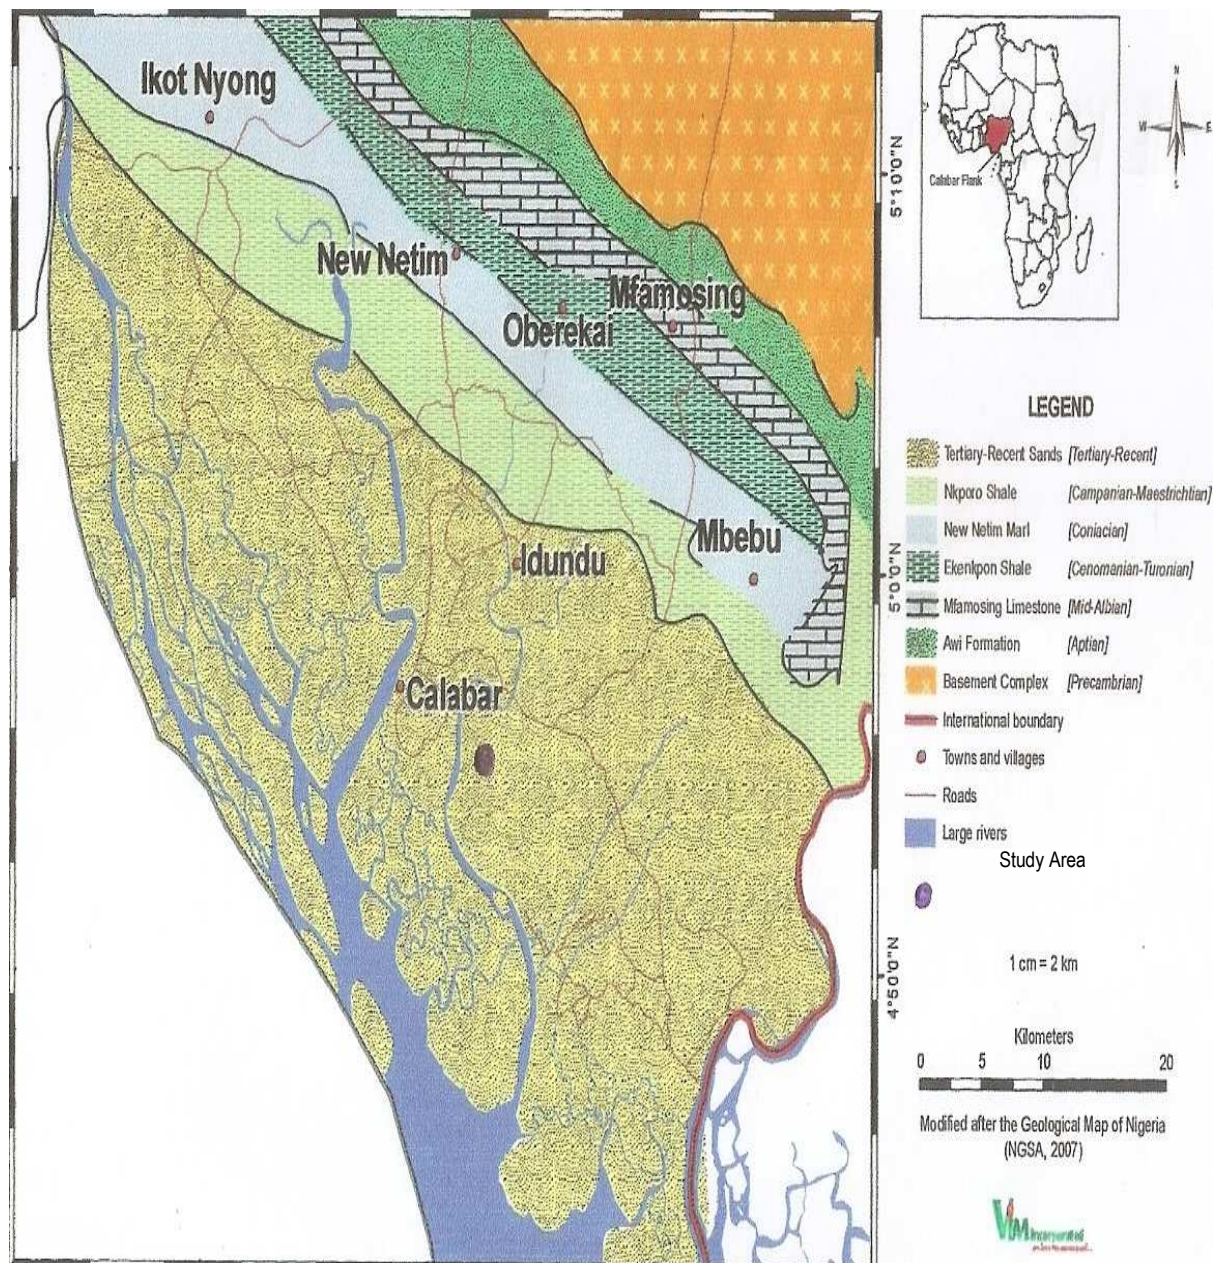 Ikot Nyong
New Netim
Mfamosing
Oberekai
Mbebu
Idundu
Calabar
5°10'0"N
5°0'0"N
4°50'0"N
N
W
E
Calabar Flank
LEGEND
Tertiary-Recent Sands [Tertiary-Recent]
Nkporo Shale [Campanian-Maestrichtian]
New Netim Marl [Coniacian]
Ekenkpon Shale [Cenomanian-Turonian]
Mfamosing Limestone [Mid-Albian]
Awi Formation [Aptian]
Basement Complex [Precambrian]
International boundary
Towns and villages
Roads
Large rivers
Study Area
1 cm = 2 km
Kilometers
0 5 10 20
Modified after the Geological Map of Nigeria
(NGSA, 2007)
Incorporated